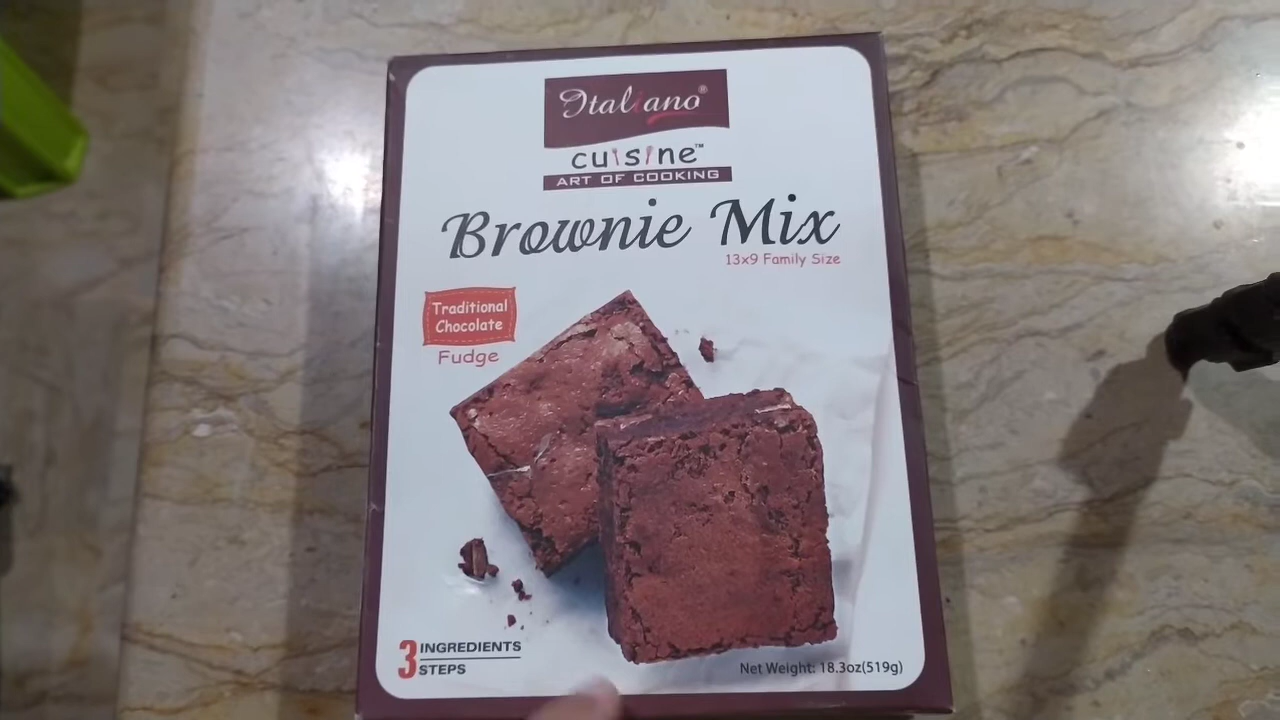 Italiano®
cuisine™
ART OF COOKING
Brownie Mix
13x9 Family Size
Traditional
Chocolate
Fudge
3 INGREDIENTS
STEPS
Net Weight: 18.3oz(519g)